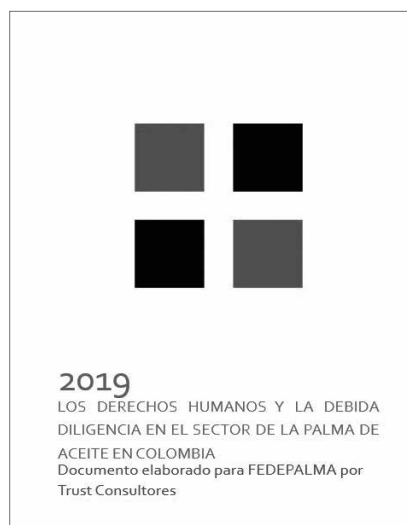 2019
LOS DERECHOS HUMANOS Y LA DEBIDA
DILIGENCIA EN EL SECTOR DE LA PALMA DE
ACEITE EN COLOMBIA
Documento elaborado para FEDEPALMA por
Trust Consultores